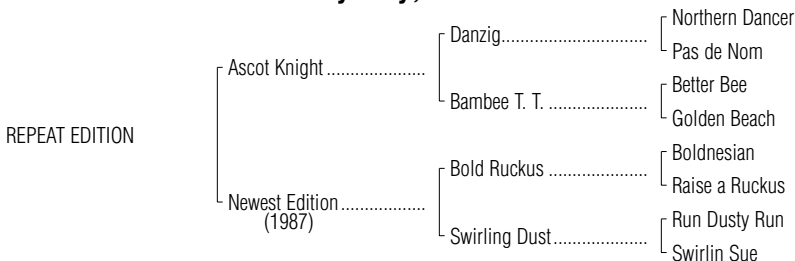 Northern Dancer
Danzig..............................
Pas de Nom
Ascot Knight .....................
Better Bee
Bambee T. T. .....................
Golden Beach
REPEAT EDITION
Boldnesian
Bold Ruckus .....................
Raise a Ruckus
Newest Edition ..................
(1987)
Run Dusty Run
Swirling Dust....................
Swirlin Sue